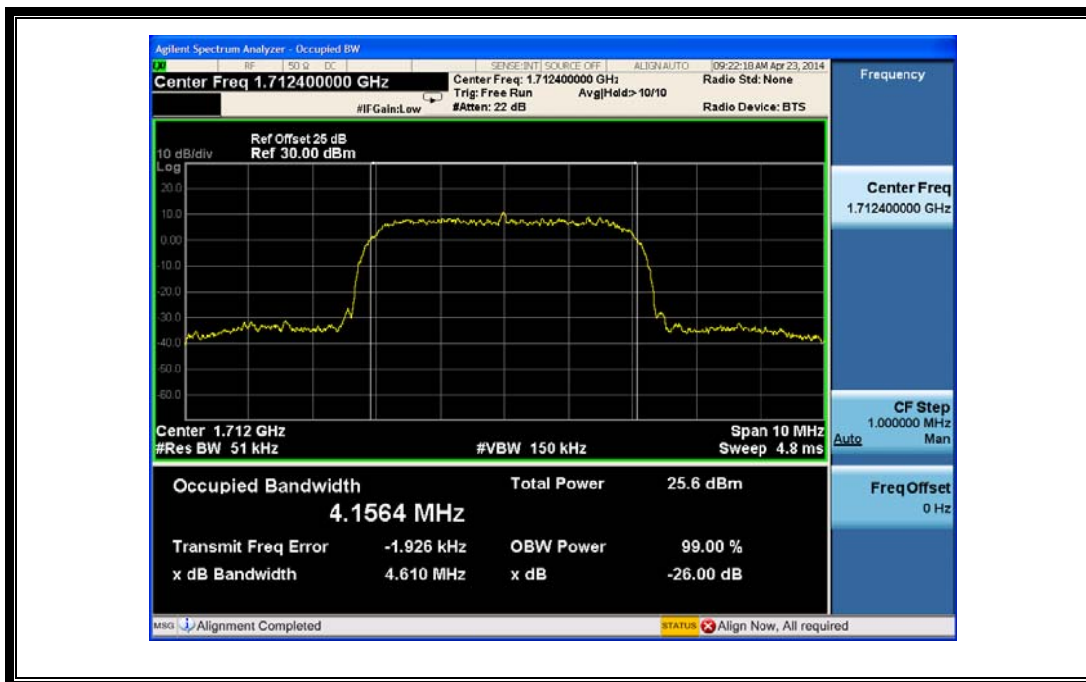 Agilent Spectrum Analyzer - Occupied BW
RF 50 Ω DC SENSE:INT SOURCE OFF ALIGN AUTO 09:22:18 AM Apr 23, 2014
Center Freq 1.712400000 GHz
Center Freq: 1.712400000 GHz Radio Std: None
Trig: Free Run Avg|Hold:> 10/10
#IFGain:Low #Atten: 22 dB Radio Device: BTS
Frequency
Ref Offset 25 dB
10 dB/div Ref 30.00 dBm
Log
20.0
10.0
0.00
-10.0
-20.0
-30.0
-40.0
-50.0
-60.0
Center 1.712 GHz Span 10 MHz
#Res BW 51 kHz #VBW 150 kHz Sweep 4.8 ms
Center Freq
1.712400000 GHz
CF Step
1.000000 MHz
Auto Man
Freq Offset
0 Hz
Occupied Bandwidth Total Power 25.6 dBm
4.1564 MHz
Transmit Freq Error -1.926 kHz OBW Power 99.00 %
x dB Bandwidth 4.610 MHz x dB -26.00 dB
MSG Alignment Completed STATUS Align Now, All required